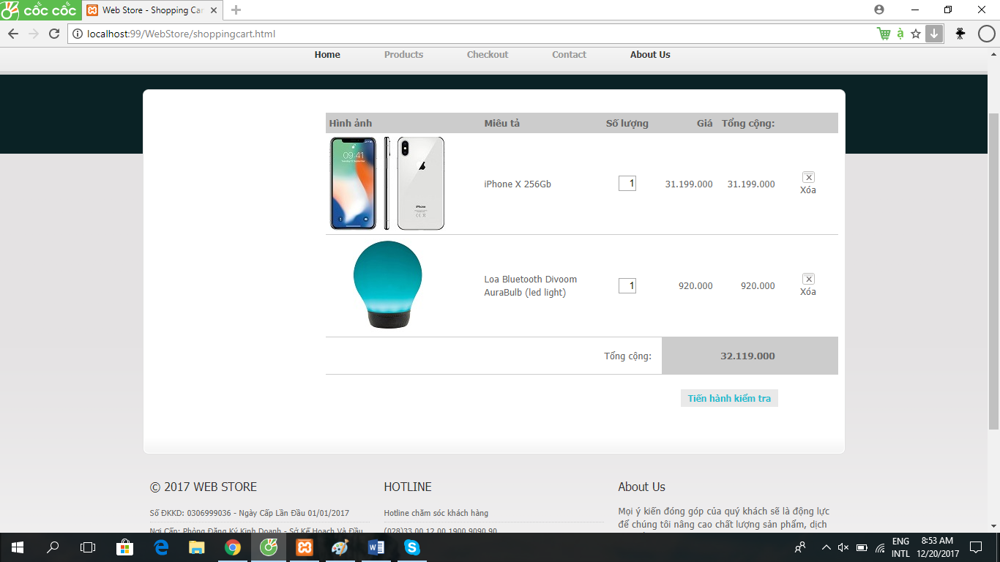 cốc cốc
Web Store - Shopping Car
localhost:99/WebStore/shoppingcart.html
Home Products Checkout Contact About Us
Hình ảnh Miêu tả Số lượng Giá Tổng cộng:
09:41
iPhone
iPhone X 256Gb 1 31.199.000 31.199.000 Xóa
Loa Bluetooth Divoom
AuraBulb (led light) 1 920.000 920.000 Xóa
Tổng cộng: 32.119.000
Tiến hành kiểm tra
© 2017 WEB STORE
Số ĐKKD: 0306999036 - Ngày Cấp Lần Đầu 01/01/2017
Nơi Cấp: Phòng Đăng Ký Kinh Doanh - Sở Kế Hoạch Và Đầu
HOTLINE
Hotline chăm sóc khách hàng
(028)33.00.12.00 1900.9090.90
About Us
Mọi ý kiến đóng góp của quý khách sẽ là động lực
để chúng tôi nâng cao chất lượng sản phẩm, dịch
ENG
INTL
8:53 AM
12/20/2017